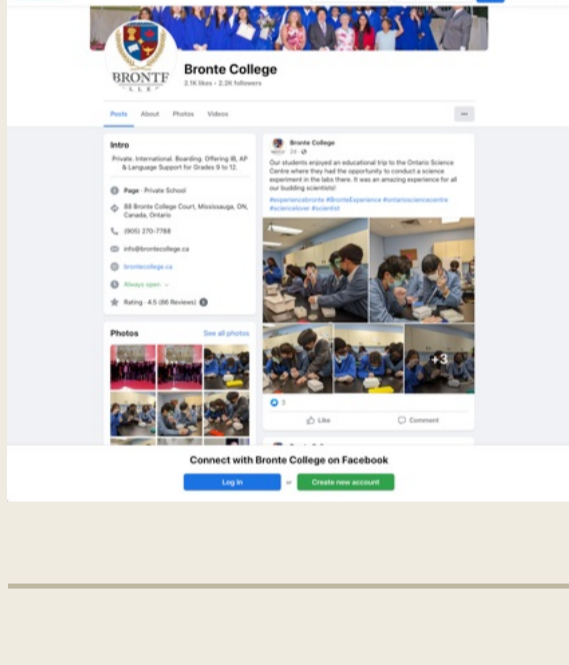 BRONTE
Bronte College
2.1K likes • 2.2K followers
Posts
About
Photos
Videos
Intro
Private. International. Boarding. Offering IB, AP
& Language Support for Grades 9 to 12.
Page · Private School
88 Bronte College Court, Mississauga, ON,
Canada, Ontario
(905) 270-7788
info@brontecollege.ca
brontecollege.ca
Always open
Rating · 4.5 (86 Reviews)
Photos
See all photos
Bronte College
2d
Our students enjoyed an educational trip to the Ontario Science
Centre where they had the opportunity to conduct a science
experiment in the labs there. It was an amazing experience for all
our budding scientists!
#experiencebronte #BronteExperience #ontariosciencecentre
#sciencelover #scientist
+3
3
Like
Comment
Connect with Bronte College on Facebook
Log In
or
Create new account